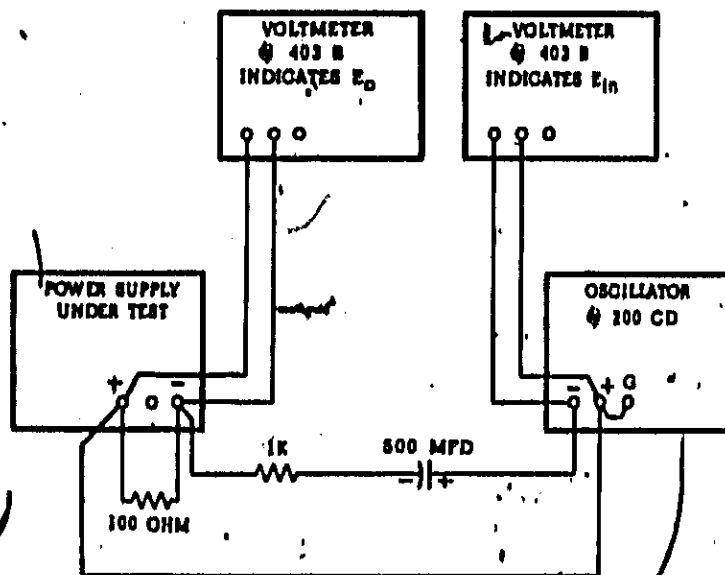 VOLTMETER
403 B
INDICATES Eo
VOLTMETER
403 B
INDICATES Ein
POWER SUPPLY
UNDER TEST
OSCILLATOR
200 CD
+
-
-
+ G
1K
500 MFD
- +
100 OHM